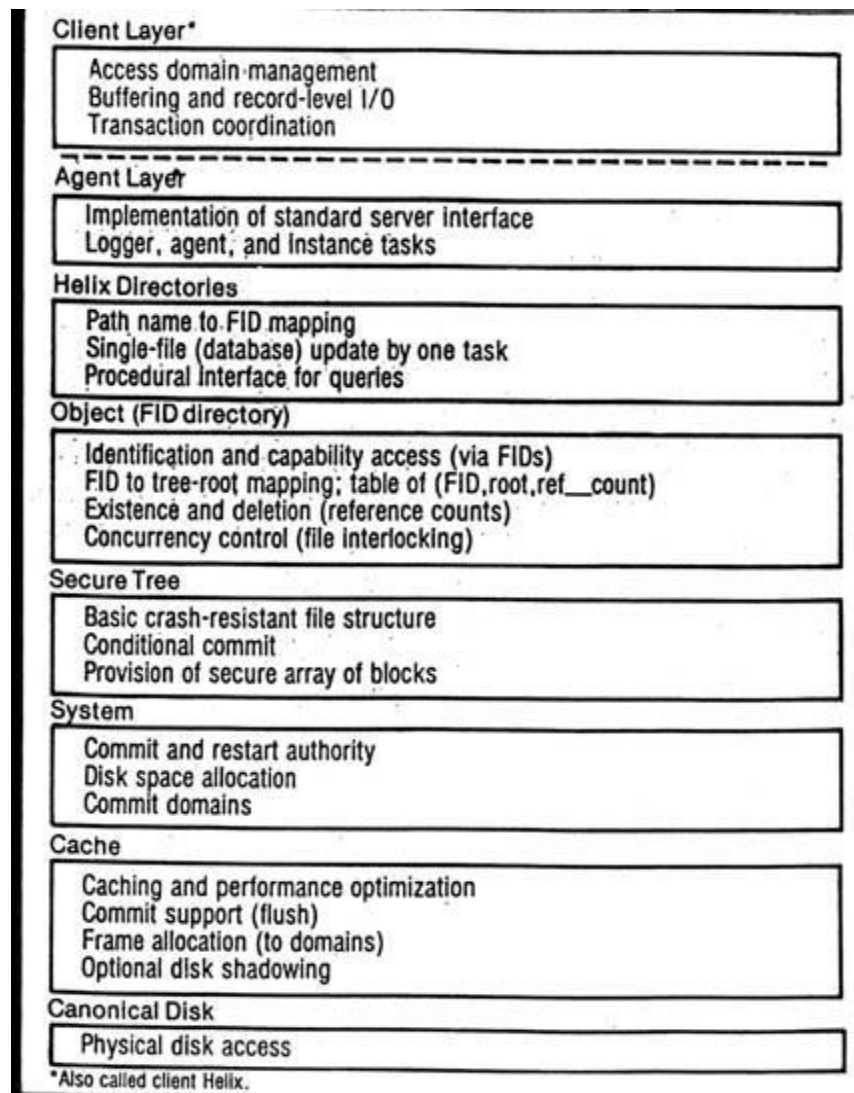 Client Layer*
Access domain management
Buffering and record-level I/O
Transaction coordination
Agent Layer
Implementation of standard server interface
Logger, agent, and instance tasks
Helix Directories
Path name to FID mapping
Single-file (database) update by one task
Procedural Interface for queries
Object (FID directory)
Identification and capability access (via FIDs)
FID to tree-root mapping; table of (FID,root,ref__count)
Existence and deletion (reference counts)
Concurrency control (file interlocking)
Secure Tree
Basic crash-resistant file structure
Conditional commit
Provision of secure array of blocks
System
Commit and restart authority
Disk space allocation
Commit domains
Cache
Caching and performance optimization
Commit support (flush)
Frame allocation (to domains)
Optional disk shadowing
Canonical Disk
Physical disk access
*Also called client Helix.